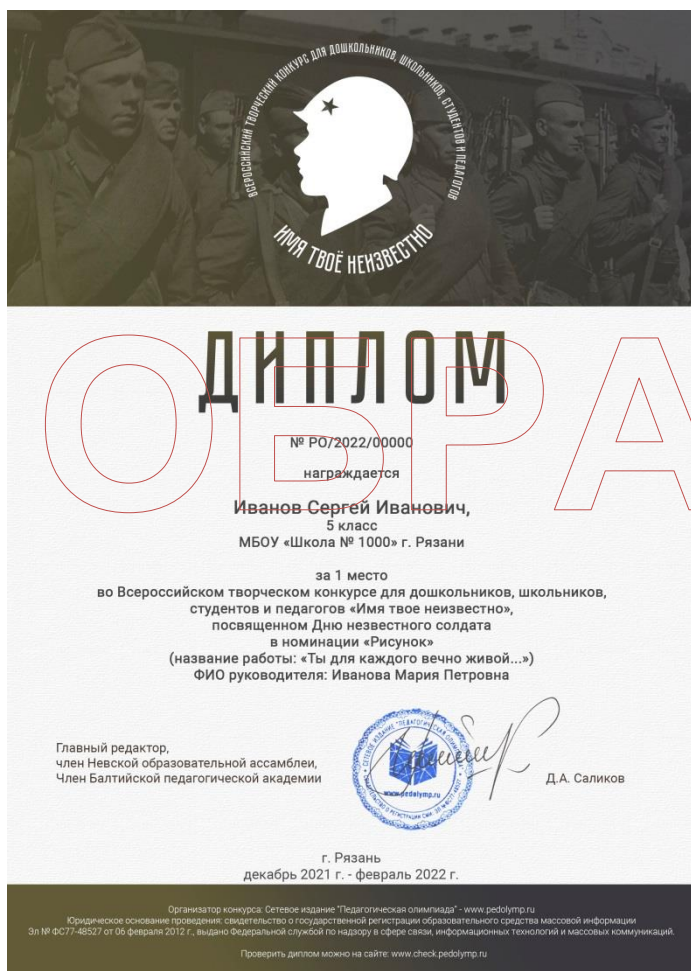 ВСЕРОССИЙСКИЙ ТВОРЧЕСКИЙ КОНКУРС ДЛЯ ДОШКОЛЬНИКОВ, ШКОЛЬНИКОВ, СТУДЕНТОВ И ПЕДАГОГОВ
ИМЯ ТВОЁ НЕИЗВЕСТНО
ДИПЛОМ
ОБРА
№ РО/2022/00000
награждается
Иванов Сергей Иванович,
5 класс
МБОУ «Школа № 1000» г. Рязани
за 1 место
во Всероссийском творческом конкурсе для дошкольников, школьников,
студентов и педагогов «Имя твое неизвестно»,
посвященном Дню незвестного солдата
в номинации «Рисунок»
(название работы: «Ты для каждого вечно живой...»)
ФИО руководителя: Иванова Мария Петровна
Главный редактор,
член Невской образовательной ассамблеи,
Член Балтийской педагогической академии
СЕТЕВОЕ ИЗДАНИЕ "ПЕДАГОГИЧЕСКАЯ
www.pedolymp.ru
Д.А. Саликов
г. Рязань
декабрь 2021 г. - февраль 2022 г.
Организатор конкурса: Сетевое издание "Педагогическая олимпиада" - www.pedolymp.ru
Юридическое основание проведения: свидетельство о государственной регистрации образовательного средства массовой информации
Эл № ФС77-48527 от 06 февраля 2012 г., выдано Федеральной службой по надзору в сфере связи, информационных технологий и массовых коммуникаций.
Проверить диплом можно на сайте: www.check.pedolymp.ru